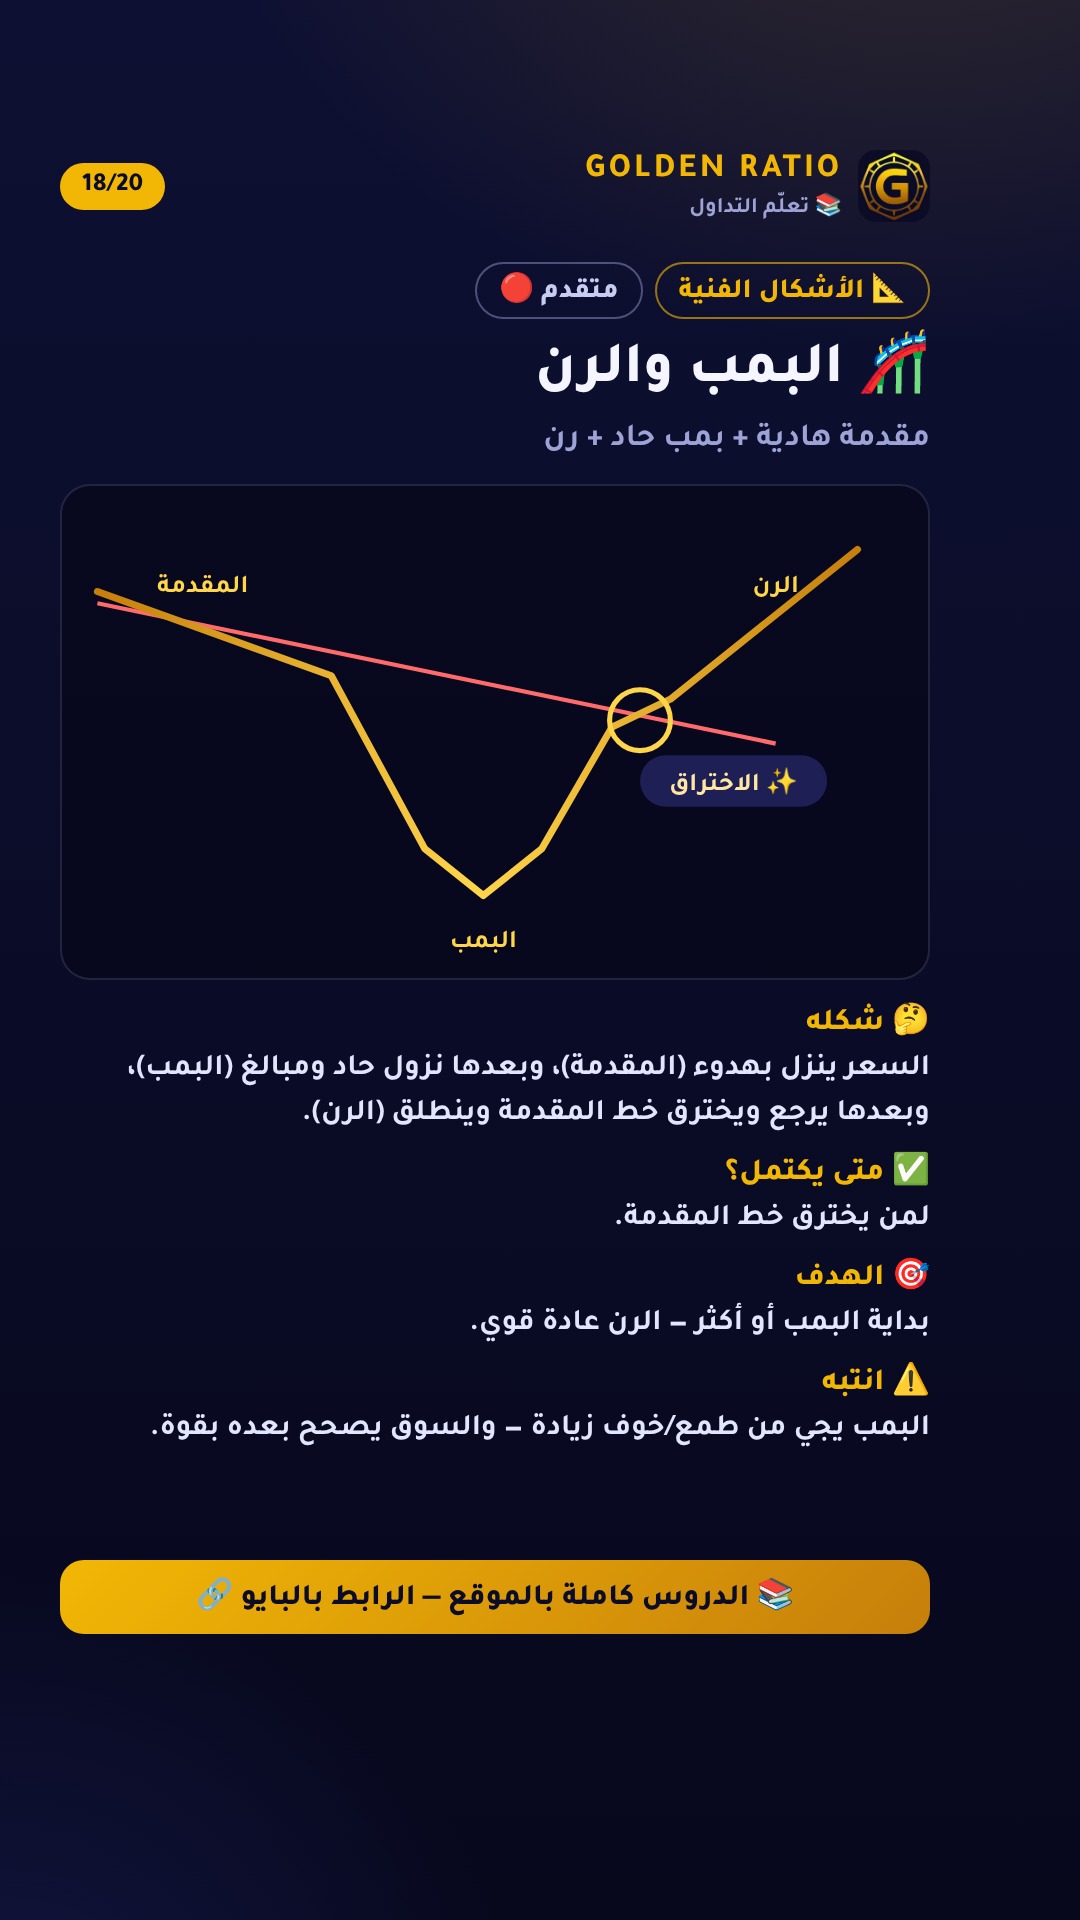 GOLDEN RATIO
📚 تعلّم التداول
18/20
📐 الأشكال الفنية
متقدم 🔴
🎢 البمب والرن
مقدمة هادية + بمب حاد + رن
المقدمة
الرن
✨ الاختراق
البمب
🤔 شكله
السعر ينزل بهدوء (المقدمة)، وبعدها نزول حاد ومبالغ (البمب)،
وبعدها يرجع ويخترق خط المقدمة وينطلق (الرن).
✅ متى يكتمل؟
لمن يخترق خط المقدمة.
🎯 الهدف
بداية البمب أو أكثر – الرن عادة قوي.
⚠️ انتبه
البمب يجي من طمع/خوف زيادة – والسوق يصحح بعده بقوة.
📚 الدروس كاملة بالموقع – الرابط بالبايو 🔗